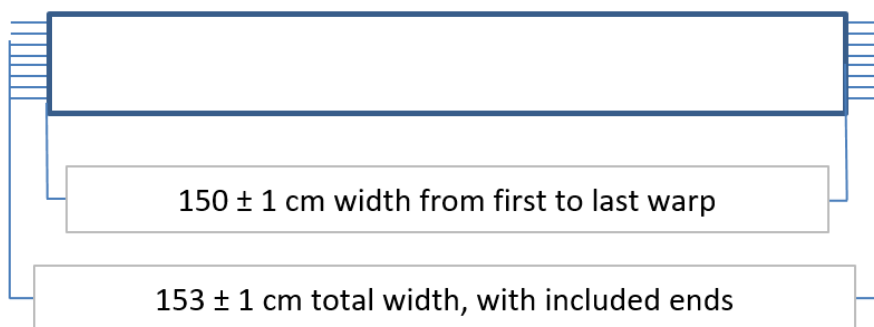 150 ± 1 cm width from first to last warp
153 ± 1 cm total width, with included ends